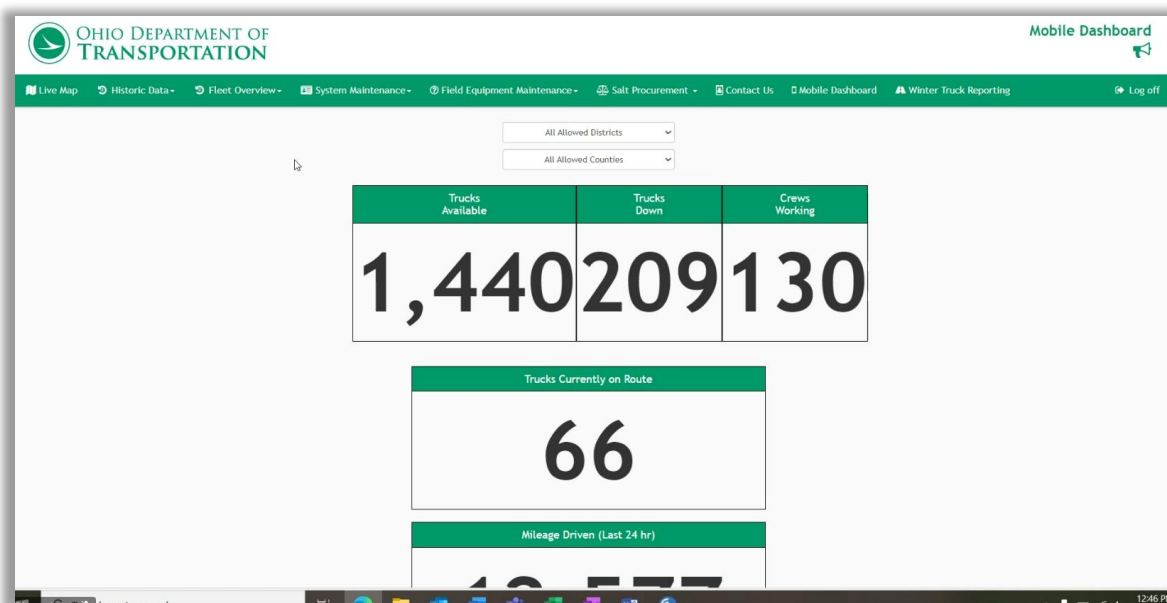 OHIO DEPARTMENT OF
TRANSPORTATION
Mobile Dashboard
Live Map Historic Data Fleet Overview System Maintenance Field Equipment Maintenance Salt Procurement Contact Us Mobile Dashboard Winter Truck Reporting Log off
All Allowed Districts
All Allowed Counties
Trucks
Available
Trucks
Down
Crews
Working
1,440 209 130
Trucks Currently on Route
66
Mileage Driven (Last 24 hr)
12:46